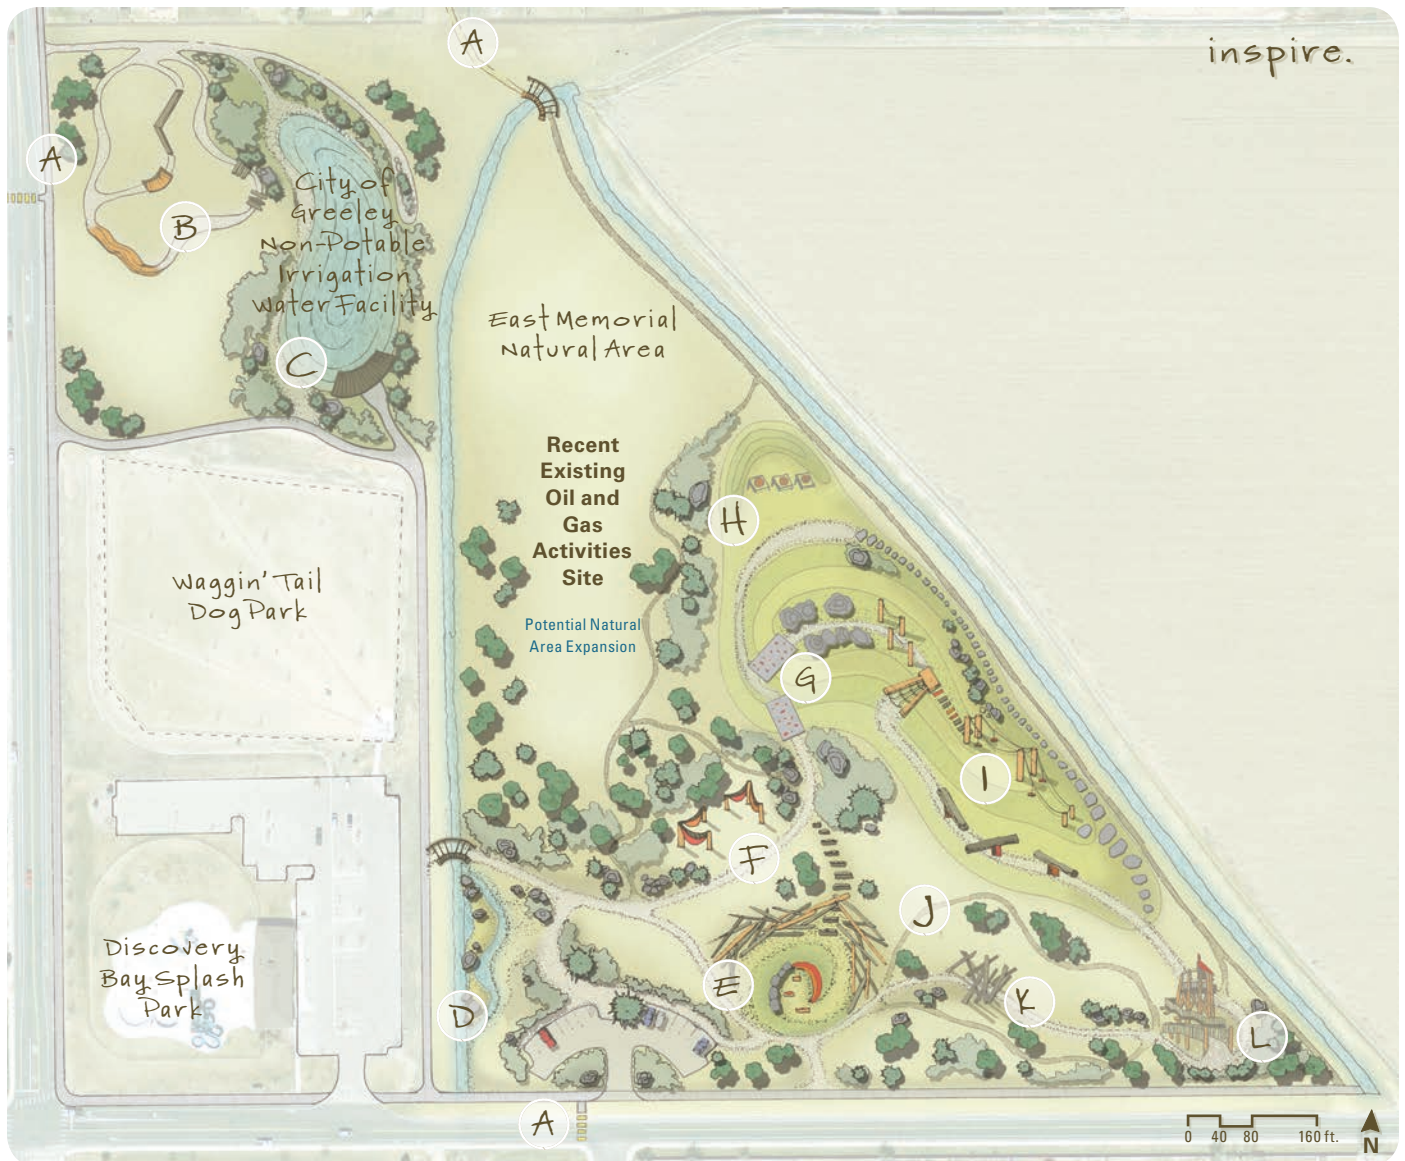 A
inspire.
A
City of
Greeley
Non-Potable
Irrigation
Water Facility
B
East Memorial
Natural Area
C
Recent
Existing
Oil and
Gas
Activities
Site
H
Waggin' Tail
Dog Park
Potential Natural
Area Expansion
G
I
F
J
Discovery
Bay Splash
Park
E
K
D
L
A
0 40 80 160 ft.
N